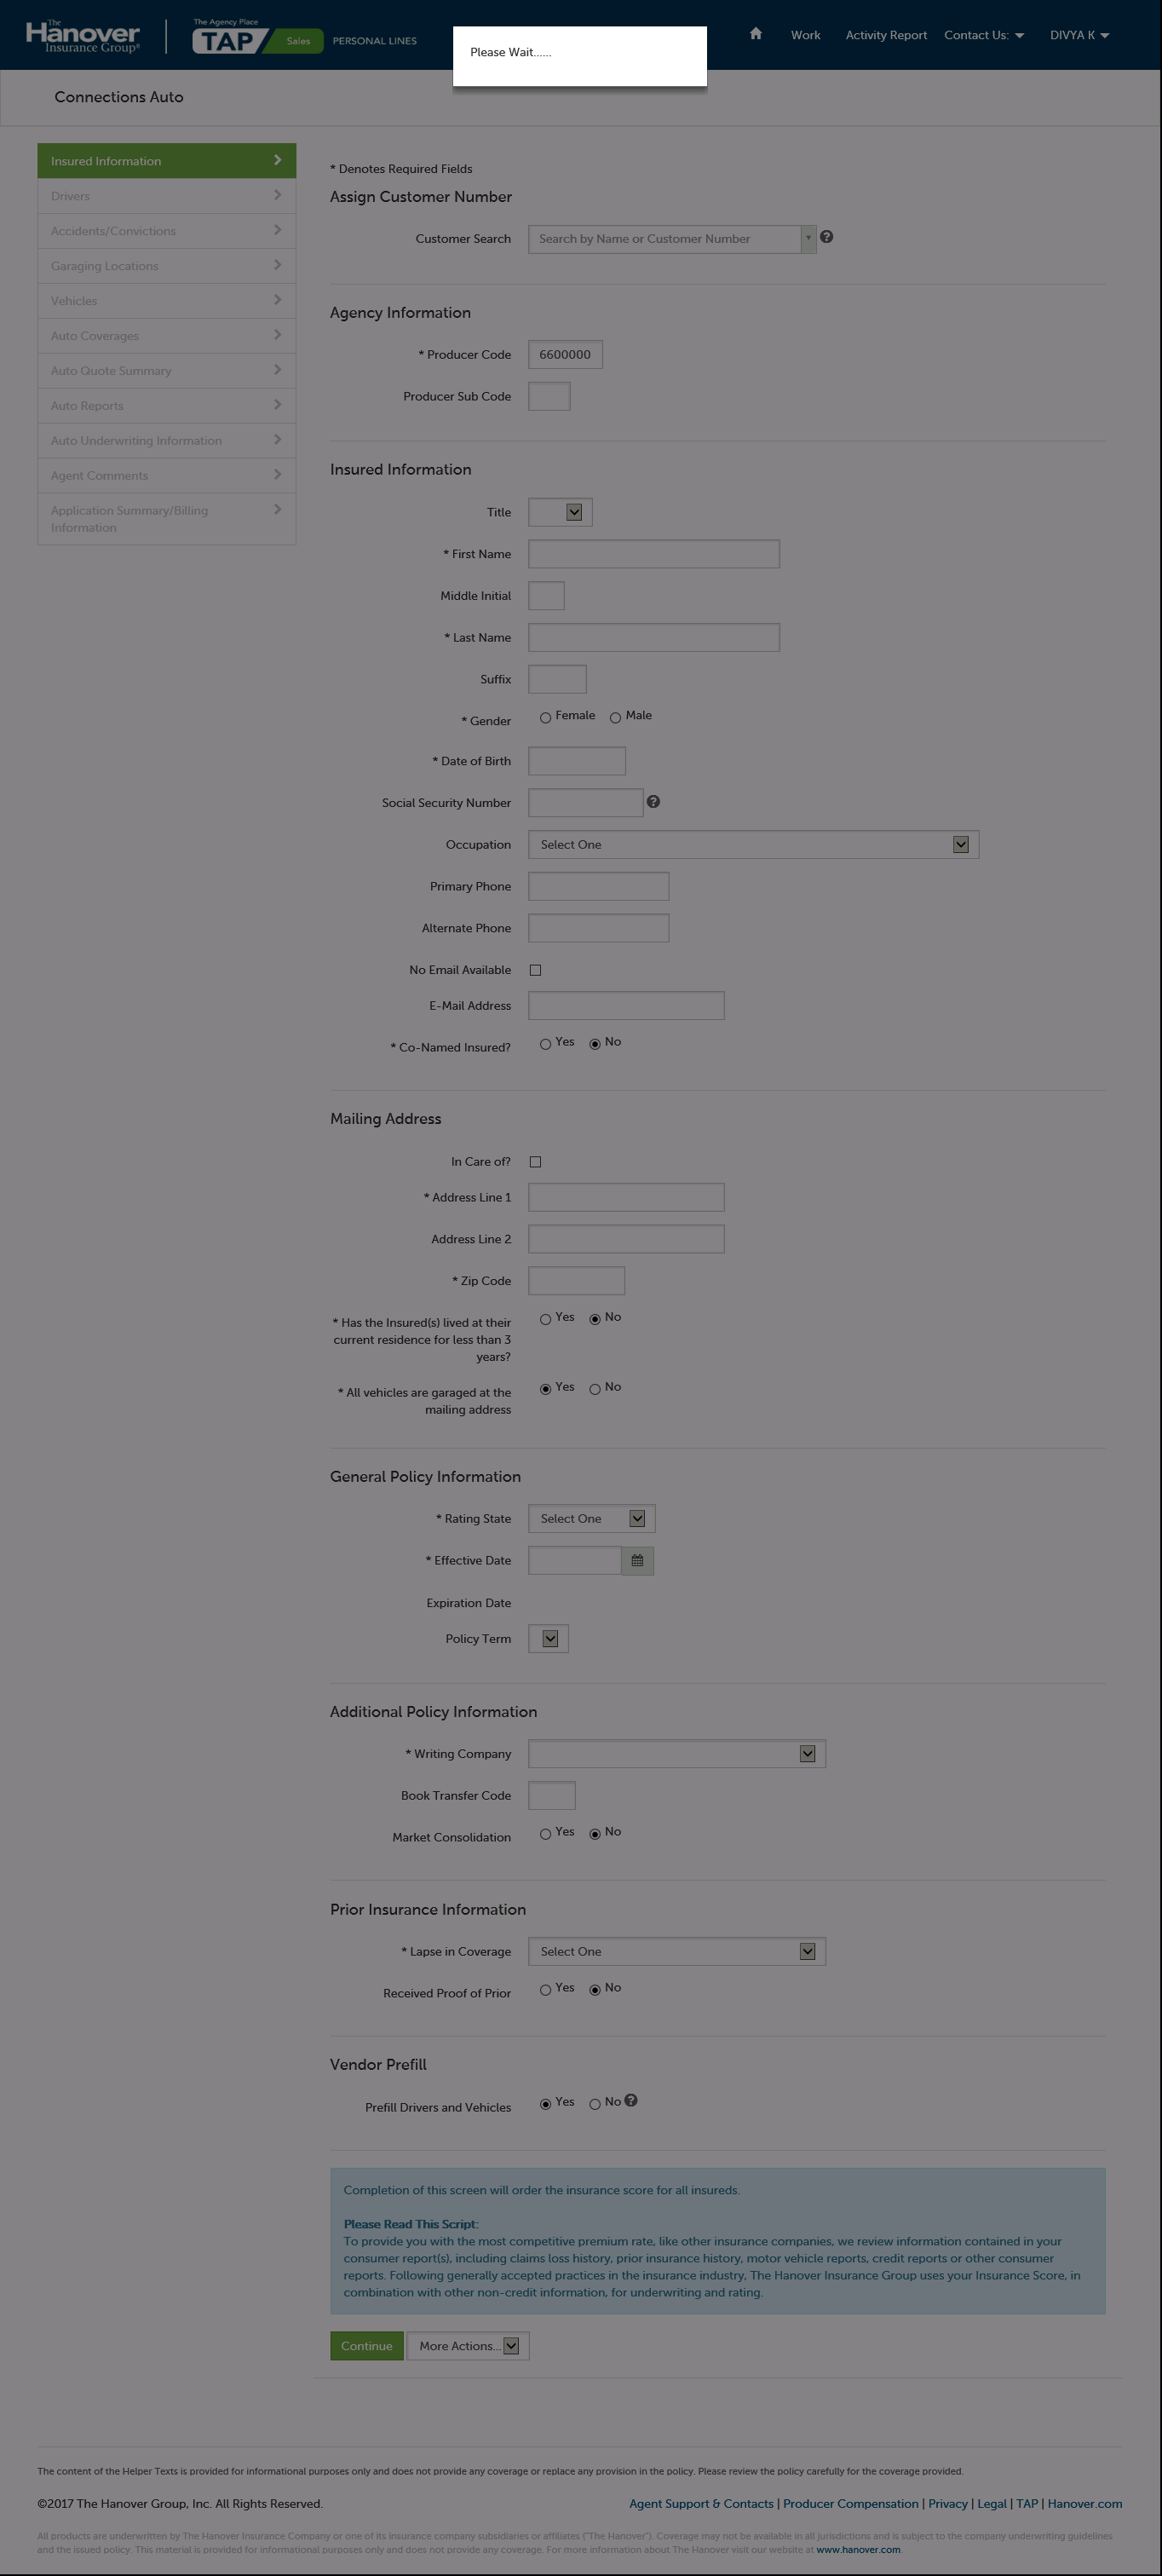 The
Hanover
Insurance Group®
The Agency Place
TAP Sales PERSONAL LINES
Please Wait......
Work Activity Report Contact Us: DIVYA K
Connections Auto
Insured Information
Drivers
Accidents/Convictions
Garaging Locations
Vehicles
Auto Coverages
Auto Quote Summary
Auto Reports
Auto Underwriting Information
Agent Comments
Application Summary/Billing
Information
* Denotes Required Fields
Assign Customer Number
Customer Search Search by Name or Customer Number
Agency Information
* Producer Code 6600000
Producer Sub Code
Insured Information
Title
* First Name
Middle Initial
* Last Name
Suffix
* Gender Female Male
* Date of Birth
Social Security Number
Occupation Select One
Primary Phone
Alternate Phone
No Email Available
E-Mail Address
* Co-Named Insured? Yes No
Mailing Address
In Care of?
* Address Line 1
Address Line 2
* Zip Code
* Has the Insured(s) lived at their Yes No
current residence for less than 3
years?
* All vehicles are garaged at the Yes No
mailing address
General Policy Information
* Rating State Select One
* Effective Date
Expiration Date
Policy Term
Additional Policy Information
* Writing Company
Book Transfer Code
Market Consolidation Yes No
Prior Insurance Information
* Lapse in Coverage Select One
Received Proof of Prior Yes No
Vendor Prefill
Prefill Drivers and Vehicles Yes No
Completion of this screen will order the insurance score for all insureds.
Please Read This Script:
To provide you with the most competitive premium rate, like other insurance companies, we review information contained in your
consumer report(s), including claims loss history, prior insurance history, motor vehicle reports, credit reports or other consumer
reports. Following generally accepted practices in the insurance industry, The Hanover Insurance Group uses your Insurance Score, in
combination with other non-credit information, for underwriting and rating.
Continue More Actions...
The content of the Helper Texts is provided for informational purposes only and does not provide any coverage or replace any provision in the policy. Please review the policy carefully for the coverage provided.
©2017 The Hanover Group, Inc. All Rights Reserved. Agent Support & Contacts | Producer Compensation | Privacy | Legal | TAP | Hanover.com
All products are underwritten by The Hanover Insurance Company or one of its insurance company subsidiaries or affiliates ("The Hanover"). Coverage may not be available in all jurisdictions and is subject to the company underwriting guidelines
and the issued policy. This material is provided for informational purposes only and does not provide any coverage. For more information about The Hanover visit our website at www.hanover.com